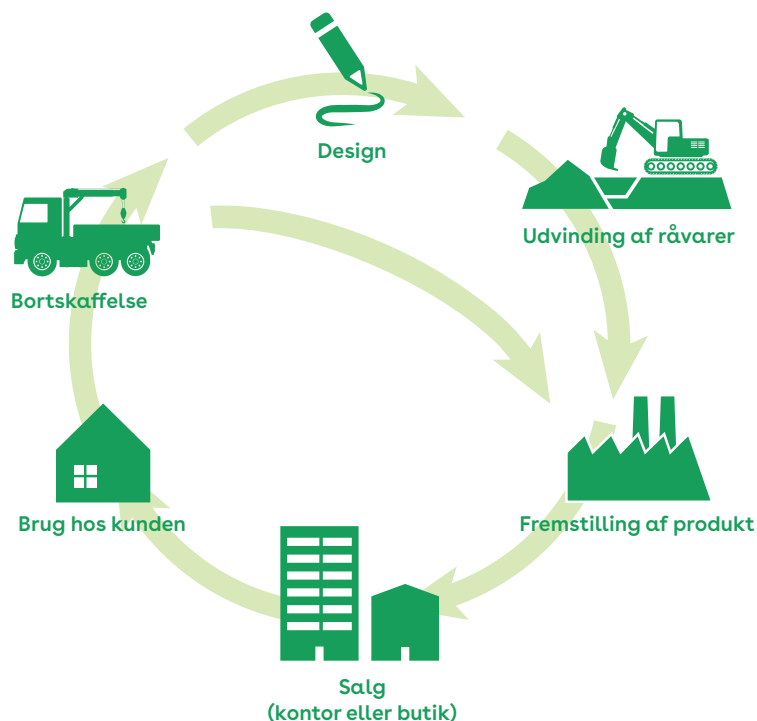 Design
Udvinding af råvarer
Bortskaffelse
Brug hos kunden
Fremstilling af produkt
Salg
(kontor eller butik)